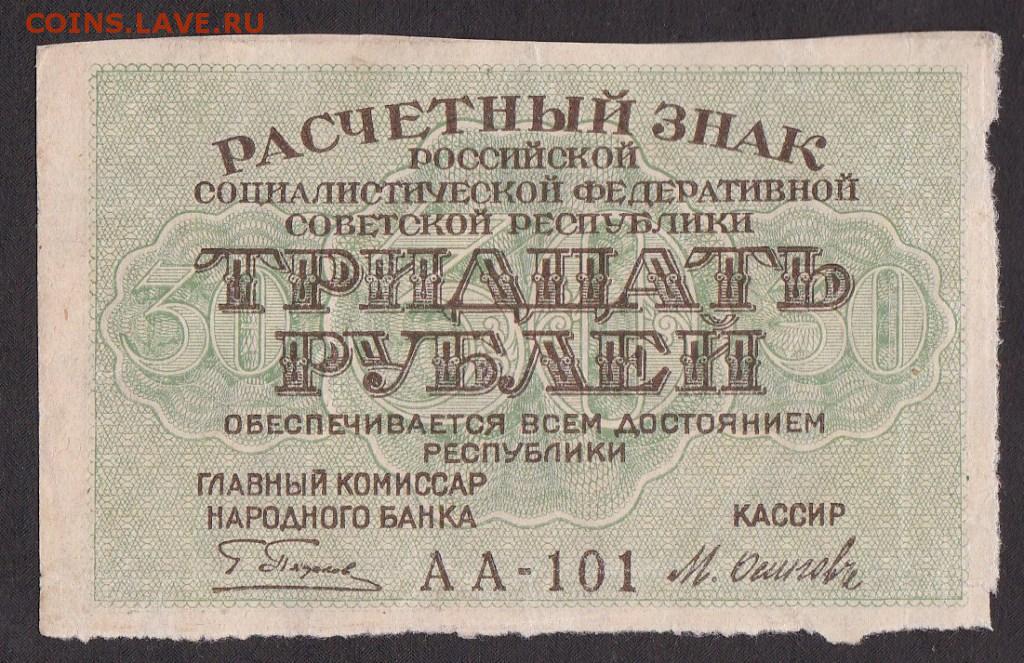 COINS.LAVE.RU
РАСЧЕТНЫЙ ЗНАК
РОССИЙСКОЙ
СОЦИАЛИСТИЧЕСКОЙ ФЕДЕРАТИВНОЙ
СОВЕТСКОЙ РЕСПУБЛИКИ
30 ТРИДЦАТЬ 30
РУБЛЕЙ
ОБЕСПЕЧИВАЕТСЯ ВСЕМ ДОСТОЯНИЕМ
РЕСПУБЛИКИ
ГЛАВНЫЙ КОМИССАР
НАРОДНОГО БАНКА
КАССИР
АА-101
М. Осипов